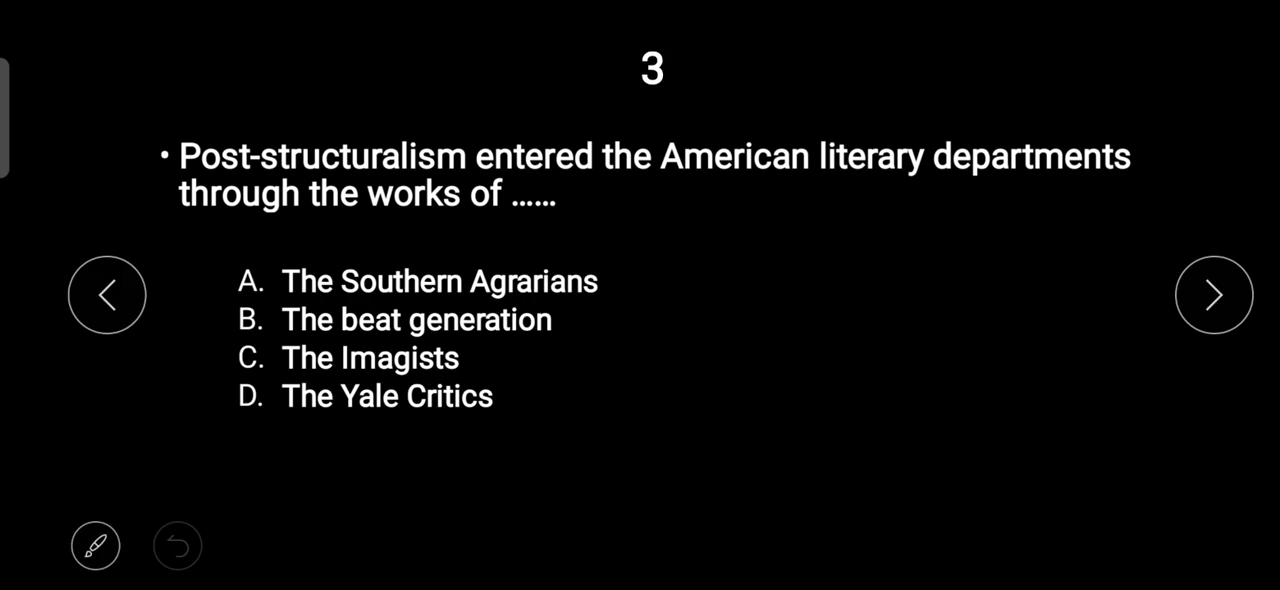 3
• Post-structuralism entered the American literary departments
through the works of ......
A. The Southern Agrarians
B. The beat generation
C. The Imagists
D. The Yale Critics